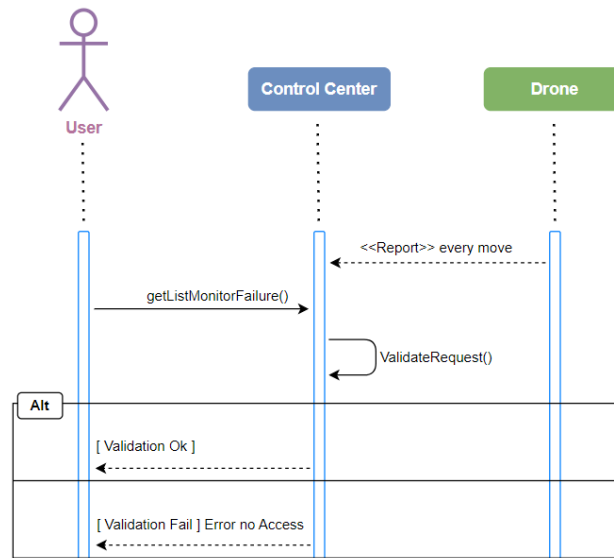 User
Control Center
Drone
<<Report>> every move
getListMonitorFailure()
ValidateRequest()
Alt
[ Validation Ok ]
[ Validation Fail ] Error no Access